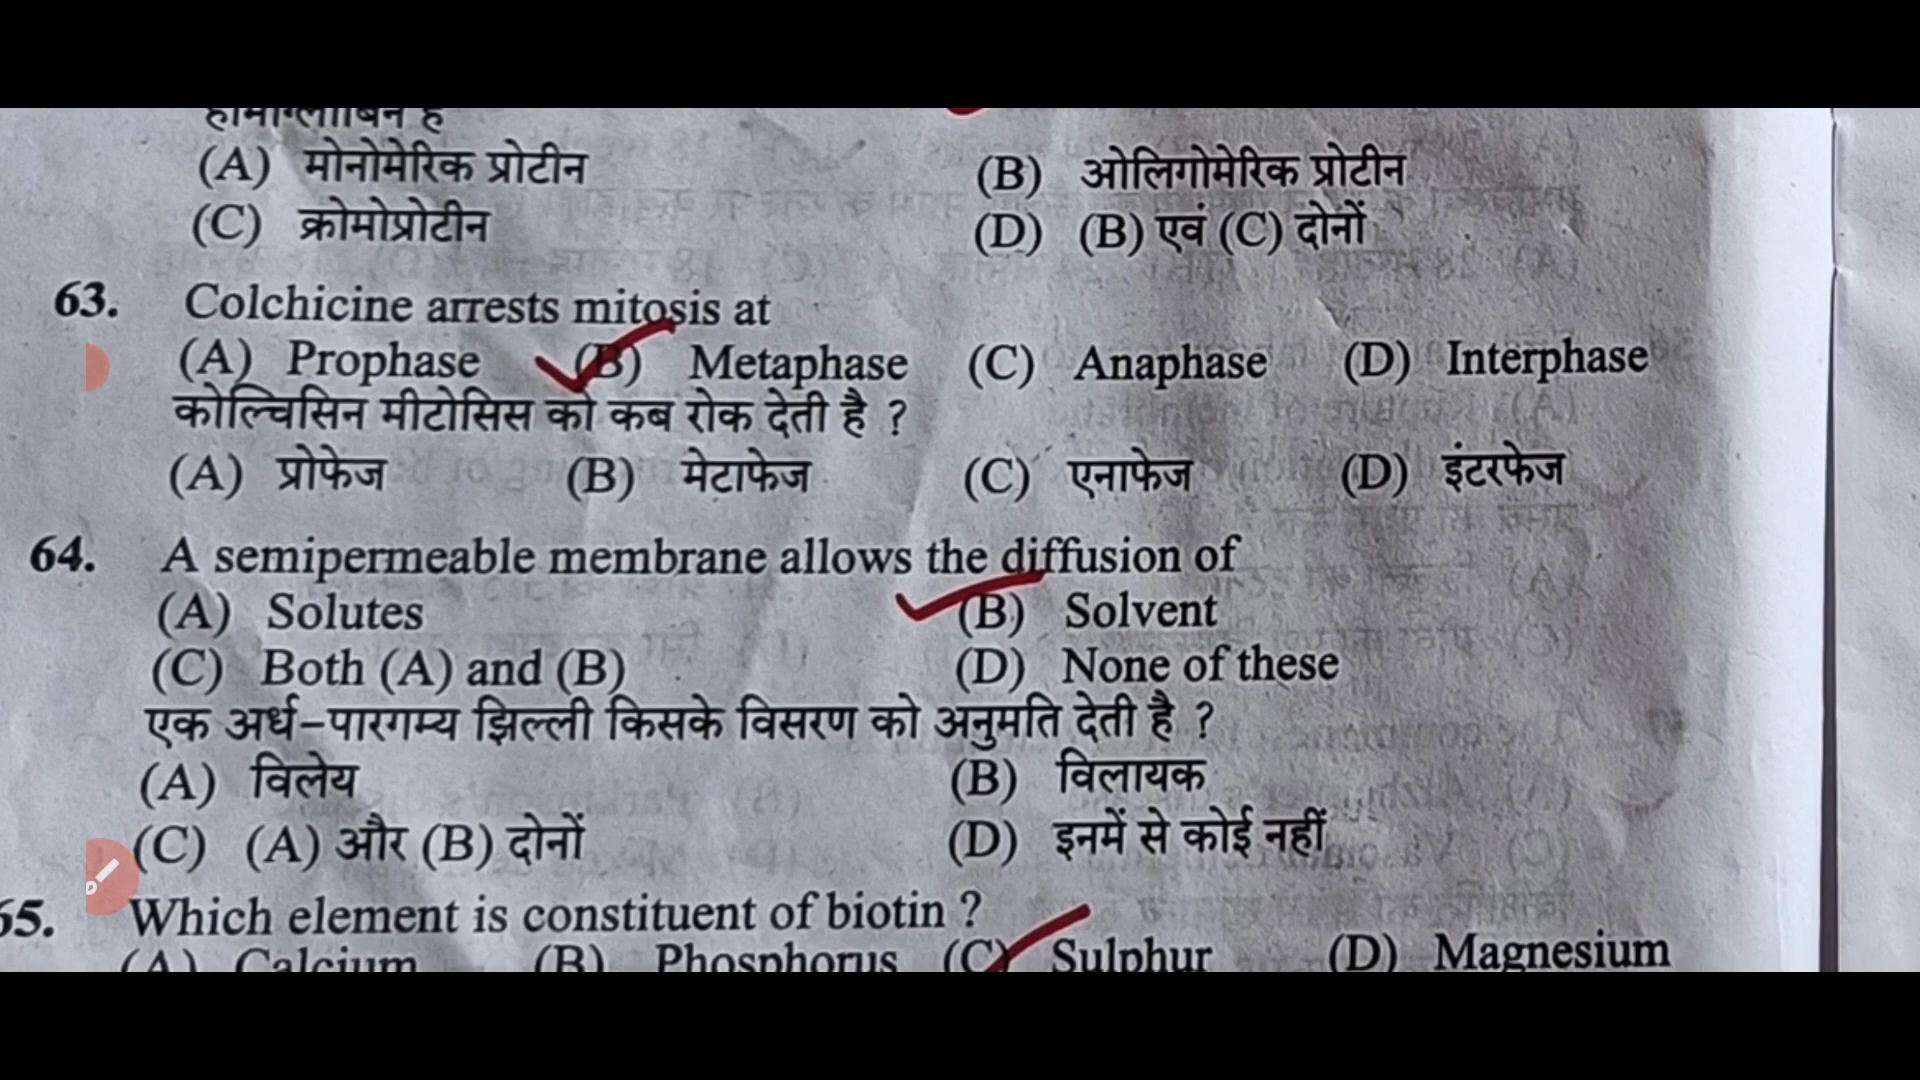 हीमोग्लोबिन है
(A) मोनोमेरिक प्रोटीन (B) ओलिगोमेरिक प्रोटीन
(C) क्रोमोप्रोटीन (D) (B) एवं (C) दोनों
63. Colchicine arrests mitosis at
(A) Prophase (B) Metaphase (C) Anaphase (D) Interphase
कोल्चिसिन मीटोसिस को कब रोक देती है ?
(A) प्रोफेज (B) मेटाफेज (C) एनाफेज (D) इंटरफेज
64. A semipermeable membrane allows the diffusion of
(A) Solutes (B) Solvent
(C) Both (A) and (B) (D) None of these
एक अर्ध-पारगम्य झिल्ली किसके विसरण को अनुमति देती है ?
(A) विलेय (B) विलायक
(C) (A) और (B) दोनों (D) इनमें से कोई नहीं
65. Which element is constituent of biotin ?
(A) Calcium (B) Phosphorus (C) Sulphur (D) Magnesium